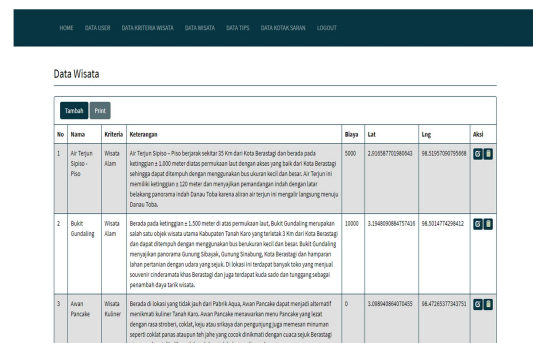 HOME DATA USER DATA KRITERIA WISATA DATA WISATA DATA TIPS DATA KOTAK SARAN LOGOUT
Data Wisata
Tambah Print
No Nama Kriteria Keterangan Biaya Lat Lng Aksi
1 Air Terjun Wisata Air Terjun Sipiso – Piso berjarak sekitar 35 Km dari Kota Berastagi dan berada pada 5000 2.916587701980643 98.51957090795668
Sipiso – Alam ketinggian ± 1.000 meter diatas permukaan laut dengan akses yang baik dari Kota Berastagi
Piso sehingga dapat ditempuh dengan menggunakan bus ukuran kecil dan besar. Air Terjun ini
memiliki ketinggian ± 120 meter dan menyajikan pemandangan indah dengan latar
belakang panorama indah Danau Toba karena aliran air terjun ini mengalir langsung menuju
Danau Toba.
2 Bukit Wisata Berada pada ketinggian ± 1.500 meter di atas permukaan laut, Bukit Gundaling merupakan 10000 3.1948090884757416 98.5014774298412
Gundaling Alam salah satu objek wisata utama Kabupaten Tanah Karo yang terletak 3 Km dari Kota Berastagi
dan dapat ditempuh dengan menggunakan bus berukuran kecil dan besar. Bukit Gundaling
menyajikan panorama Gunung Sibayak, Gunung Sinabung, Kota Berastagi dan hamparan
lahan pertanian dengan udara yang sejuk. Di lokasi ini terdapat banyak toko yang menjual
souvenir cinderamata khas Berastagi dan juga terdapat kuda sado dan tunggang sebagai
penambah daya tarik wisata.
3 Awan Wisata Berada di lokasi yang tidak jauh dari Pabrik Aqua, Awan Pancake dapat menjadi alternatif 0 3.098940864070455 98.47265377343751
Pancake Kuliner menikmati kuliner Tanah Karo. Awan Pancake menawarkan menu Pancake yang lezat
dengan rasa stroberi, coklat, keju atau srikaya dan pengunjung juga memesan minuman
seperti coklat panas ataupun teh jahe yang cocok dinikmati dengan cuaca sejuk Berastagi